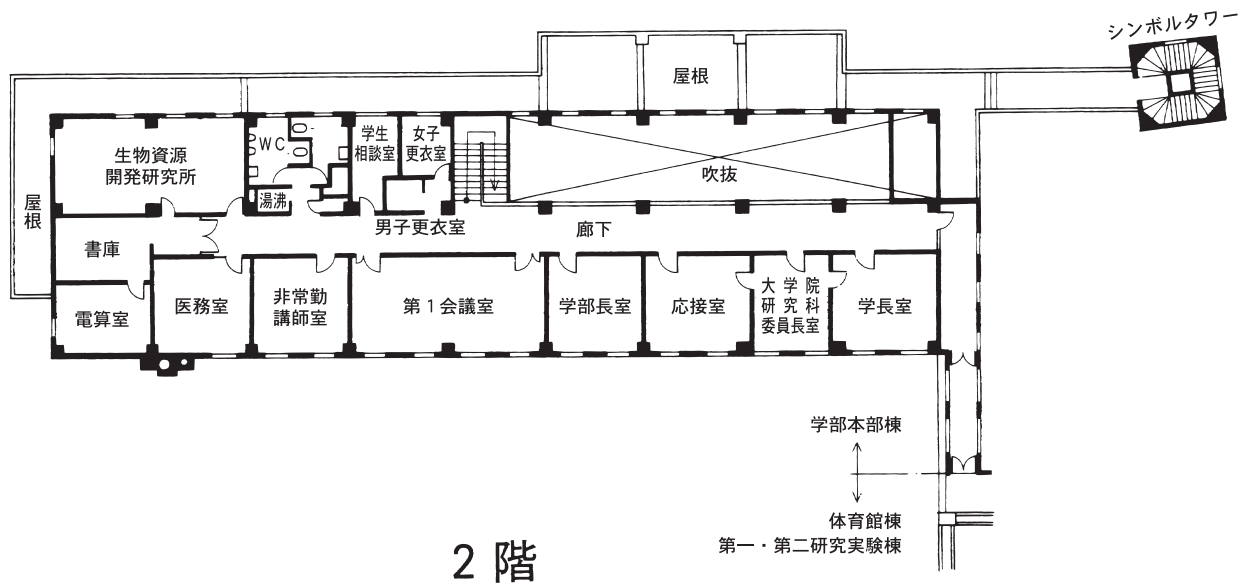 シンボルタワー
屋根
生物資源
開発研究所
WC
学生
相談室
女子
更衣室
吹抜
湯沸
屋根
男子更衣室
廊下
書庫
電算室
医務室
非常勤
講師室
第1会議室
学部長室
応接室
大学院
研究科
委員長室
学長室
学部本部棟
体育館棟
第一・第二研究実験棟
2階